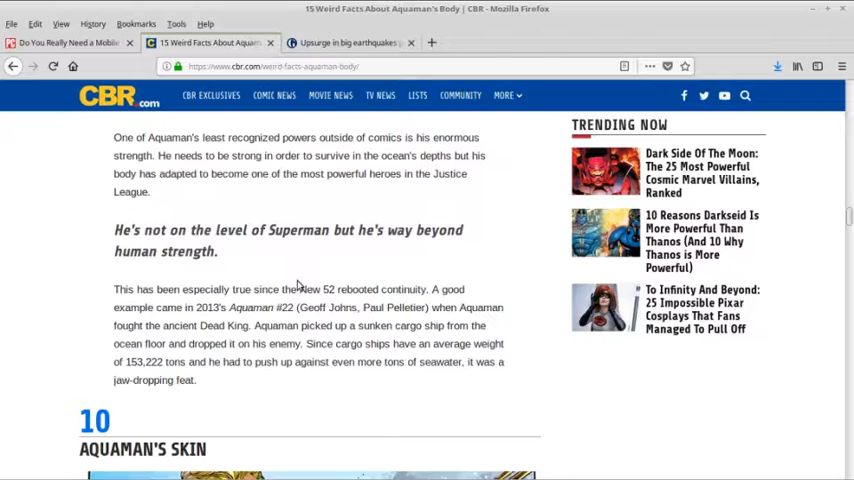 15 Weird Facts About Aquaman's Body | CBR - Mozilla Firefox
File Edit View History Bookmarks Tools Help
Do You Really Need a Mobile
15 Weird Facts About Aquaman
Upsurge in big earthquakes
https://www.cbr.com/weird-facts-aquaman-body/
CBR.com
CBR EXCLUSIVES COMIC NEWS MOVIE NEWS TV NEWS LISTS COMMUNITY MORE
One of Aquaman's least recognized powers outside of comics is his enormous
strength. He needs to be strong in order to survive in the ocean's depths but his
body has adapted to become one of the most powerful heroes in the Justice
League.
He's not on the level of Superman but he's way beyond
human strength.
This has been especially true since the New 52 rebooted continuity. A good
example came in 2013's Aquaman #22 (Geoff Johns, Paul Pelletier) when Aquaman
fought the ancient Dead King. Aquaman picked up a sunken cargo ship from the
ocean floor and dropped it on his enemy. Since cargo ships have an average weight
of 153,222 tons and he had to push up against even more tons of seawater, it was a
jaw-dropping feat.
10
AQUAMAN'S SKIN
TRENDING NOW
Dark Side Of The Moon:
The 25 Most Powerful
Cosmic Marvel Villains,
Ranked
10 Reasons Darkseid Is
More Powerful Than
Thanos (And 10 Why
Thanos is More
Powerful)
To Infinity And Beyond:
25 Impossible Pixar
Cosplays That Fans
Managed To Pull Off